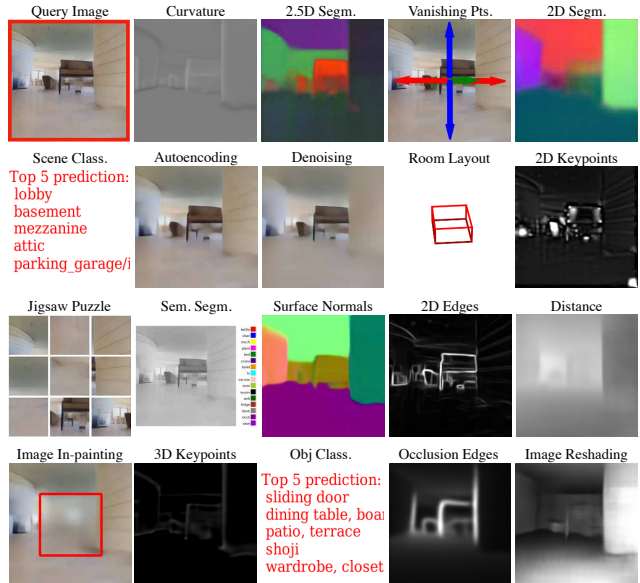 Query Image
Curvature
2.5D Segm.
Vanishing Pts.
2D Segm.
Scene Class.
Autoencoding
Denoising
Room Layout
2D Keypoints
Top 5 prediction:
lobby
basement
mezzanine
attic
parking_garage/i
Jigsaw Puzzle
Sem. Segm.
Surface Normals
2D Edges
Distance
Image In-painting
3D Keypoints
Obj Class.
Occlusion Edges
Image Reshading
Top 5 prediction:
sliding door
dining table, boar
patio, terrace
shoji
wardrobe, closet